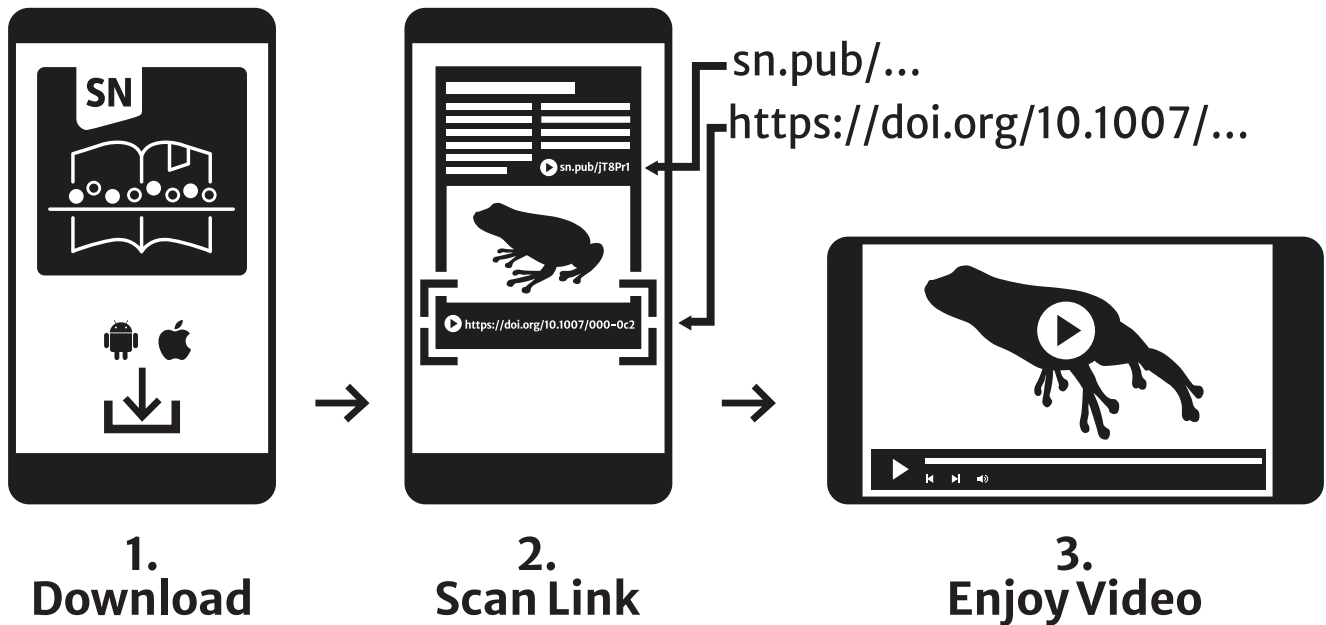 SN
sn.pub/jT8Pr1
https://doi.org/10.1007/000-0c2
sn.pub/...
https://doi.org/10.1007/...
1.
Download
2.
Scan Link
3.
Enjoy Video